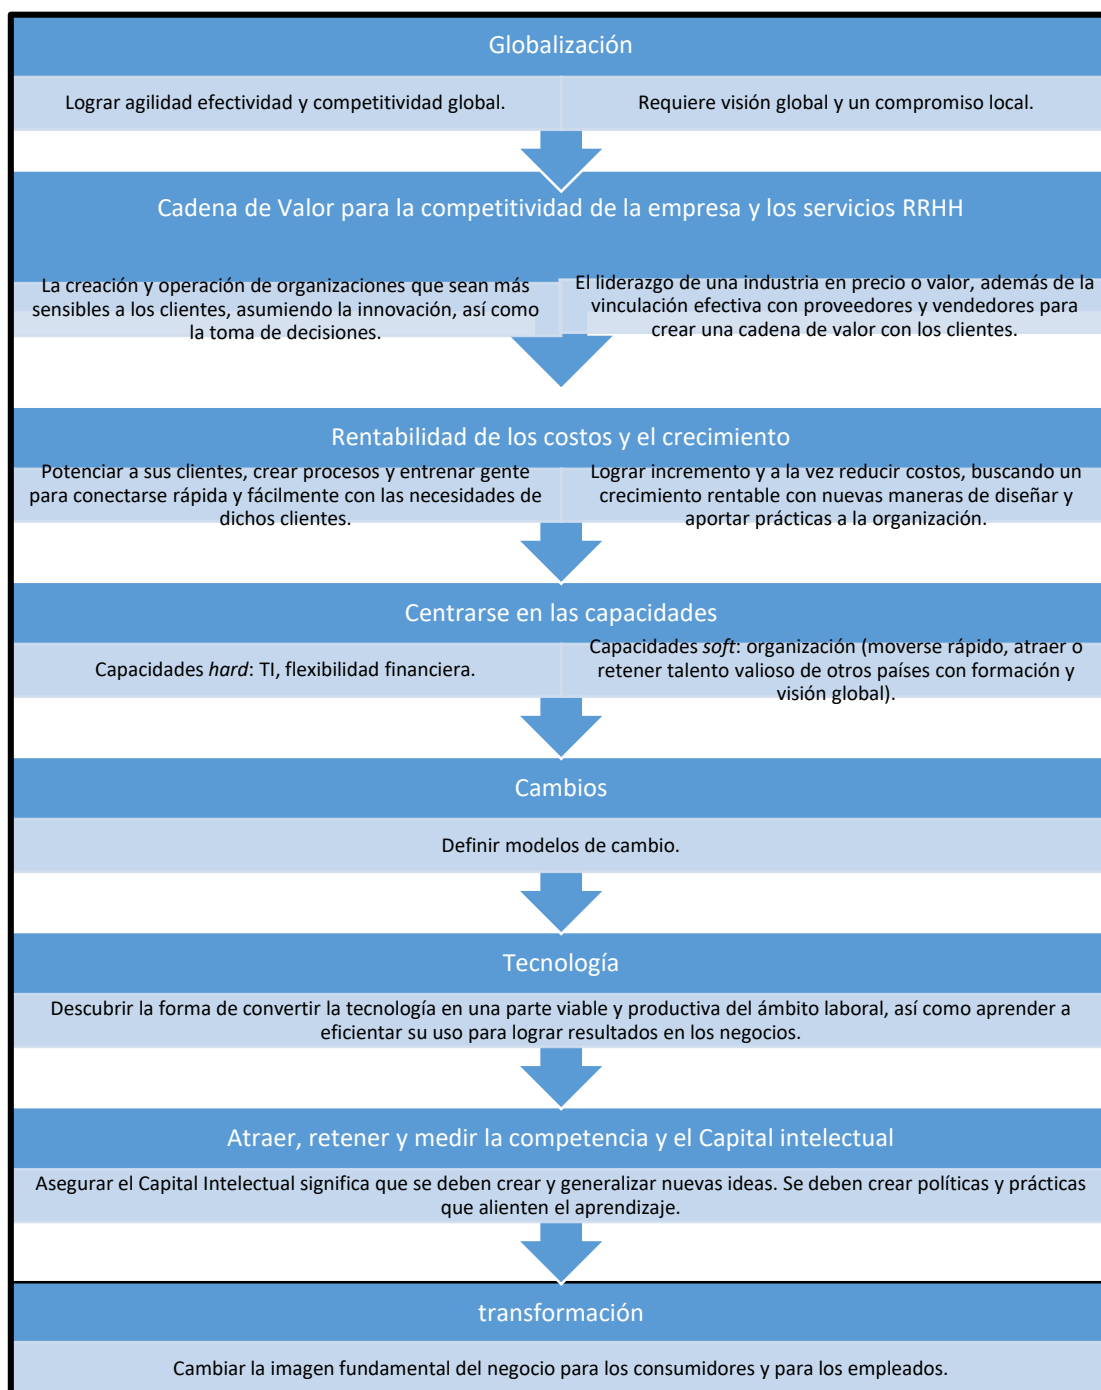 Globalización
Lograr agilidad efectividad y competitividad global.
Requiere visión global y un compromiso local.
Cadena de Valor para la competitividad de la empresa y los servicios RRHH
La creación y operación de organizaciones que sean más
sensibles a los clientes, asumiendo la innovación, así como
la toma de decisiones.
El liderazgo de una industria en precio o valor, además de la
vinculación efectiva con proveedores y vendedores para
crear una cadena de valor con los clientes.
Rentabilidad de los costos y el crecimiento
Potenciar a sus clientes, crear procesos y entrenar gente
para conectarse rápida y fácilmente con las necesidades de
dichos clientes.
Lograr incremento y a la vez reducir costos, buscando un
crecimiento rentable con nuevas maneras de diseñar y
aportar prácticas a la organización.
Centrarse en las capacidades
Capacidades hard: TI, flexibilidad financiera.
Capacidades soft: organización (moverse rápido, atraer o
retener talento valioso de otros países con formación y
visión global).
Cambios
Definir modelos de cambio.
Tecnología
Descubrir la forma de convertir la tecnología en una parte viable y productiva del ámbito laboral, así como aprender a
eficientar su uso para lograr resultados en los negocios.
Atraer, retener y medir la competencia y el Capital intelectual
Asegurar el Capital Intelectual significa que se deben crear y generalizar nuevas ideas. Se deben crear políticas y prácticas
que alienten el aprendizaje.
transformación
Cambiar la imagen fundamental del negocio para los consumidores y para los empleados.